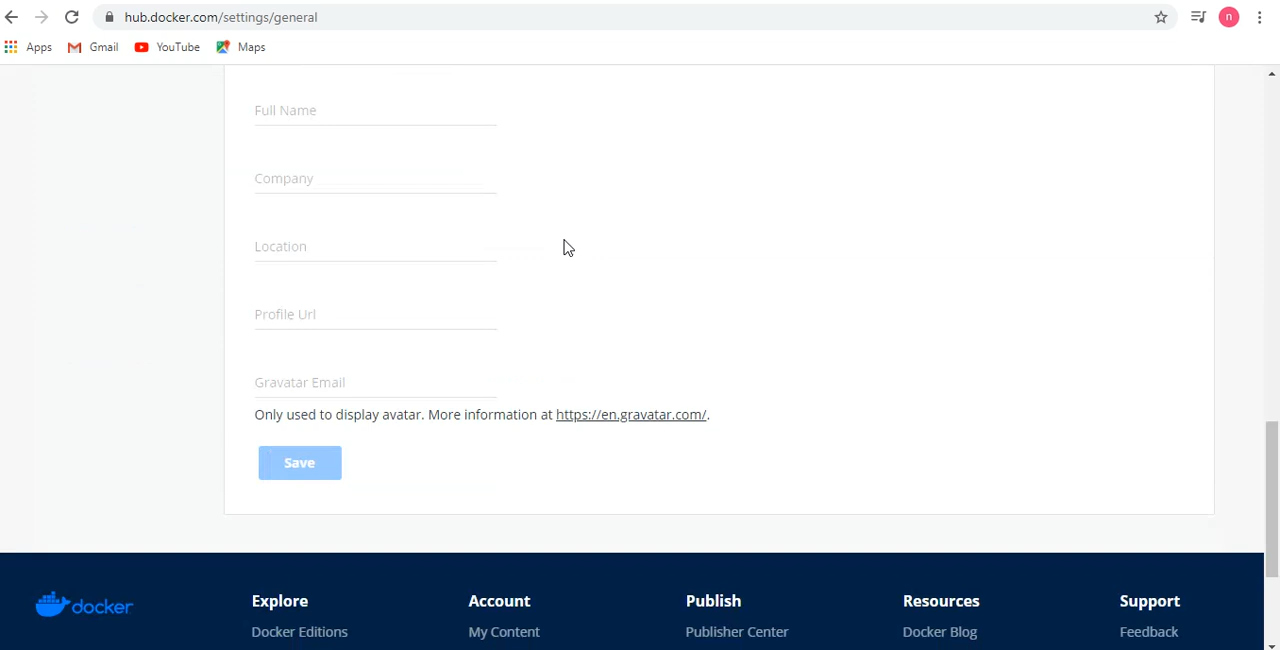 hub.docker.com/settings/general
n
Apps Gmail YouTube Maps
Full Name
Company
Location
Profile Url
Gravatar Email
Only used to display avatar. More information at https://en.gravatar.com/.
Save
docker
Explore Account Publish Resources Support
Docker Editions My Content Publisher Center Docker Blog Feedback